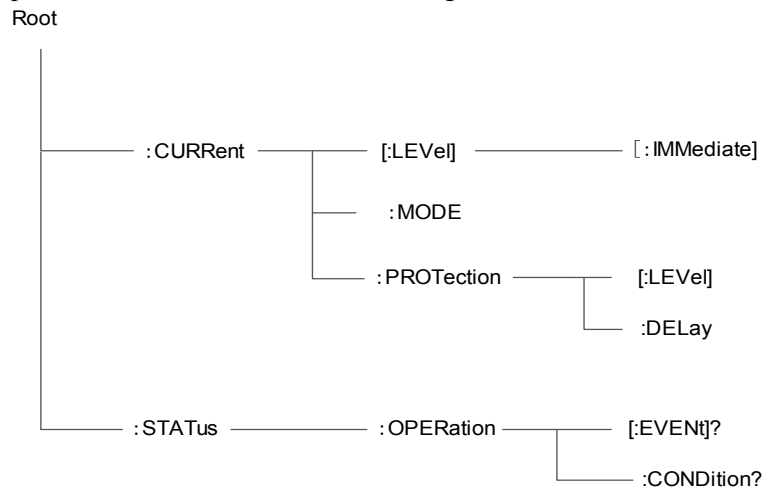 Root
:CURRent [:LEVel] [:IMMediate]
:MODE
:PROTection [:LEVel]
:DELay
:STATus :OPERation [:EVENt]?
:CONDition?